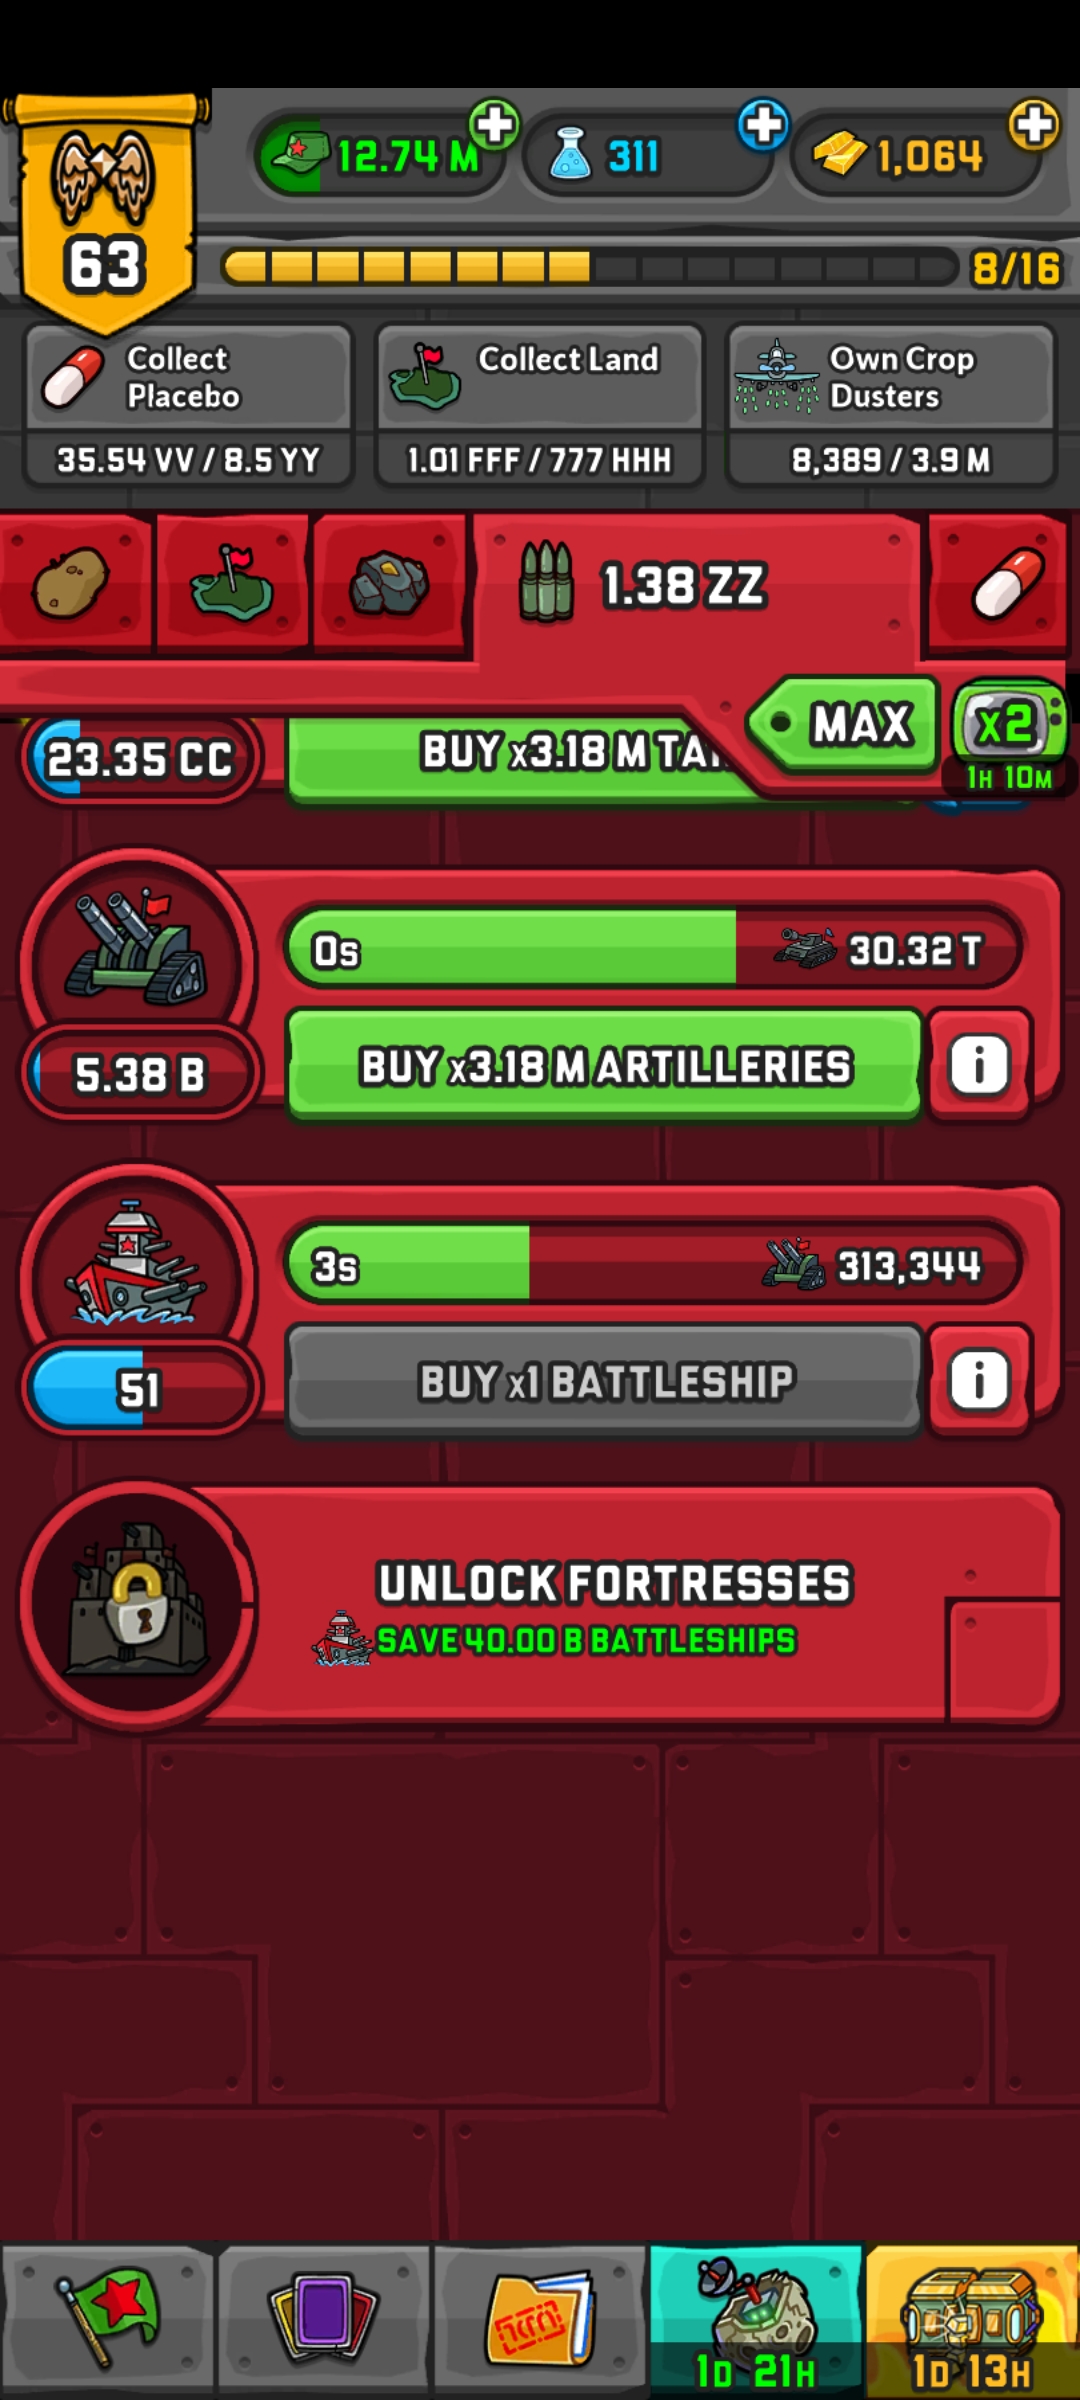 12.74 M
311
1,064
63
8/16
Collect
Placebo
35.54 VV / 8.5 YY
Collect Land
1.01 FFF / 777 HHH
Own Crop
Dusters
8,389 / 3.9 M
1.38 ZZ
MAX
x2
1H 10M
23.35 CC
BUY x3.18 M
0s
30.32 T
5.38 B
BUY x3.18 M ARTILLERIES
i
3s
313,344
51
BUY x1 BATTLESHIP
i
UNLOCK FORTRESSES
SAVE 40.00 B BATTLESHIPS
1D 21H
1D 13H